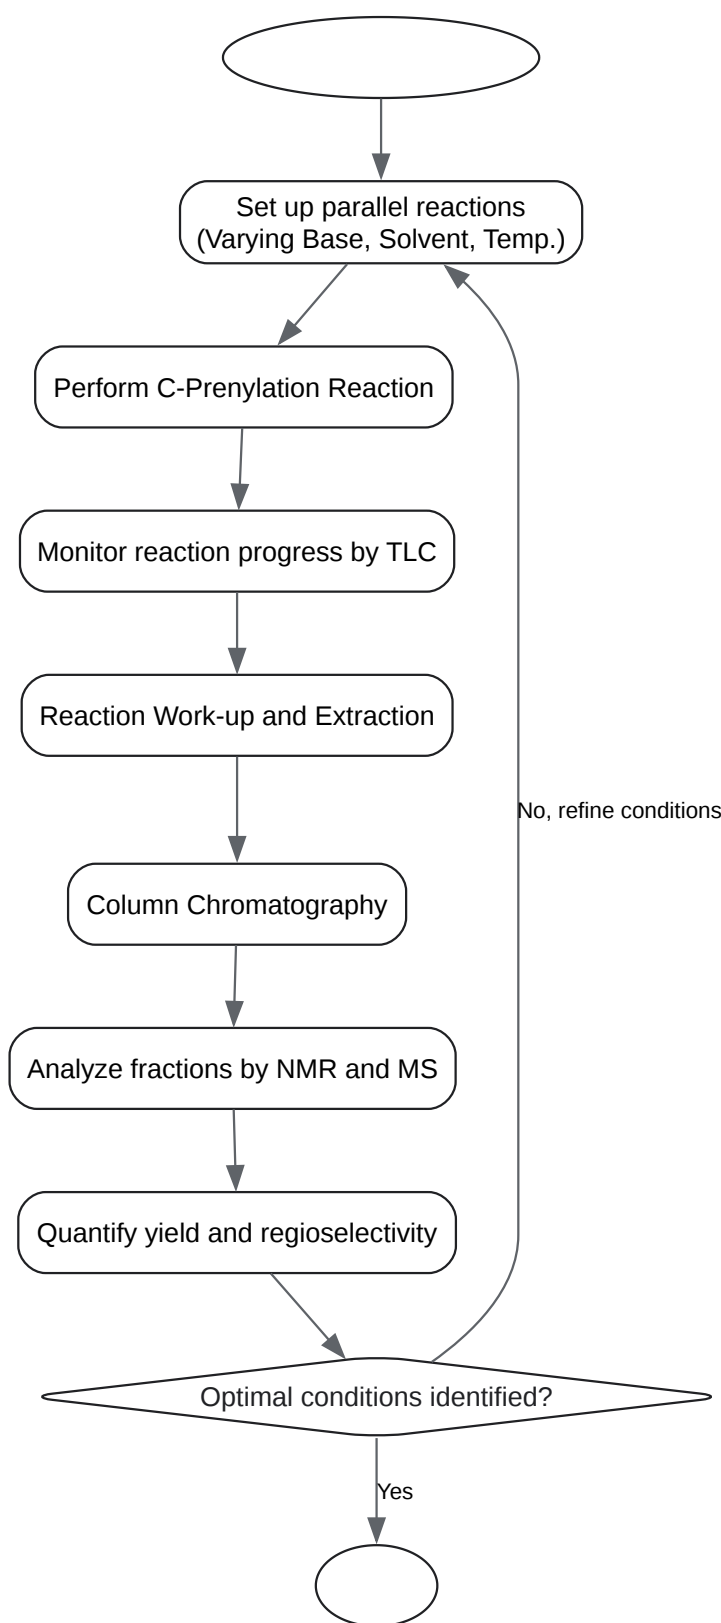 Set up parallel reactions
(Varying Base, Solvent, Temp.)
Perform C-Prenylation Reaction
Monitor reaction progress by TLC
Reaction Work-up and Extraction
No, refine conditions
Column Chromatography
Analyze fractions by NMR and MS
Quantify yield and regioselectivity
Optimal conditions identified?
Yes